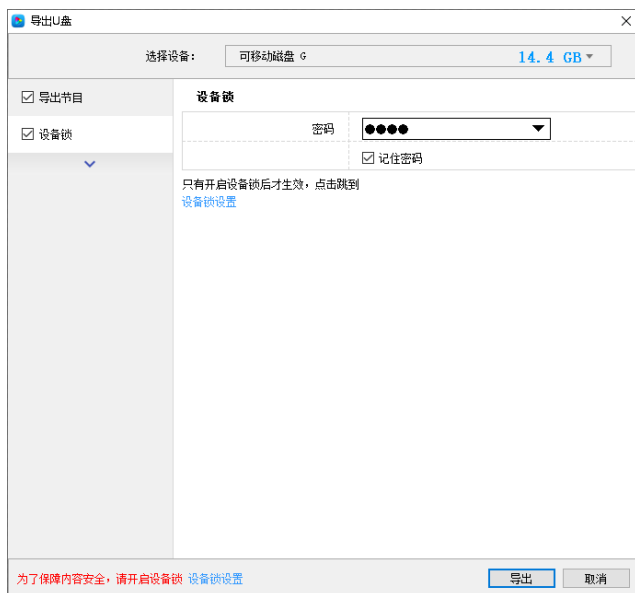 导出U盘
选择设备： 可移动磁盘 G 14.4 GB
导出节目
设备锁
设备锁
密码 ●●●●
记住密码
只有开启设备锁后才生效，点击跳到
设备锁设置
为了保障内容安全，请开启设备锁 设备锁设置
导出 取消